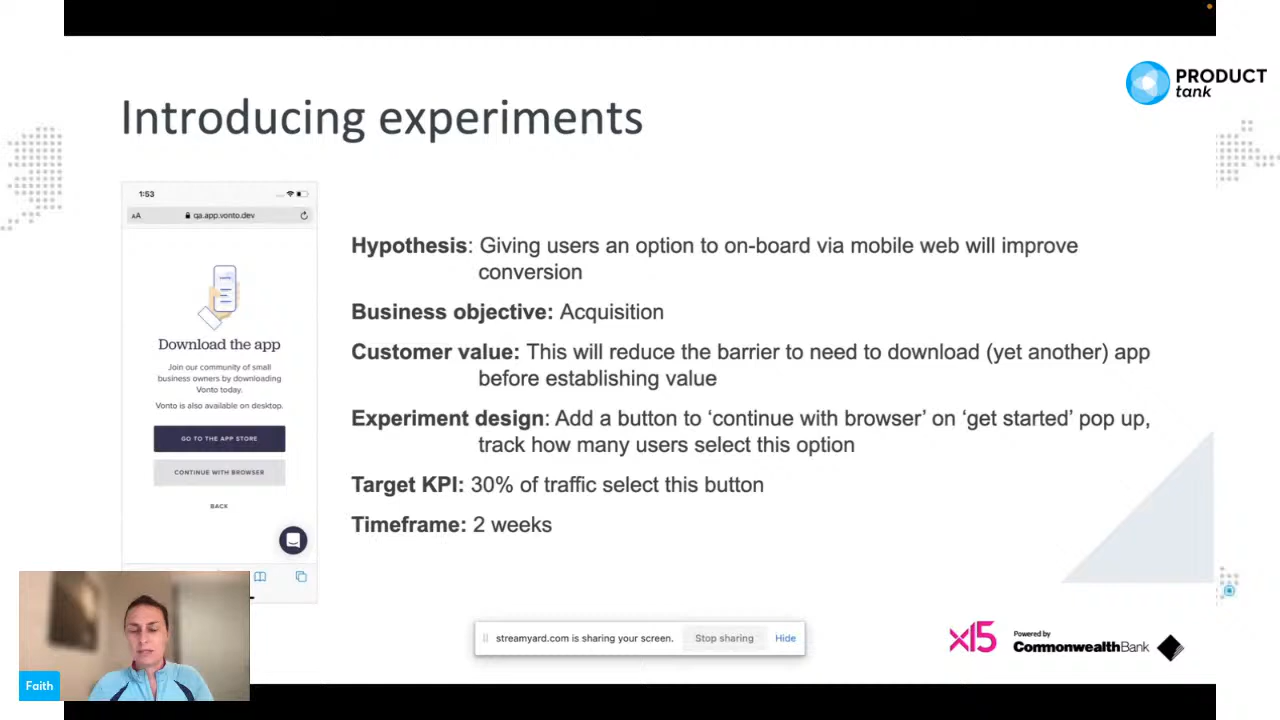 PRODUCT
tank
Introducing experiments
1:53
AA
qa.app.vonto.dev
Download the app
Join our community of small
business owners by downloading
Vonto today.
Vonto is also available on desktop.
GO TO THE APP STORE
CONTINUE WITH BROWSER
BACK
Hypothesis: Giving users an option to on-board via mobile web will improve
conversion
Business objective: Acquisition
Customer value: This will reduce the barrier to need to download (yet another) app
before establishing value
Experiment design: Add a button to ‘continue with browser’ on ‘get started’ pop up,
track how many users select this option
Target KPI: 30% of traffic select this button
Timeframe: 2 weeks
streamyard.com is sharing your screen.
Stop sharing
Hide
x15
Powered by
CommonwealthBank
Faith